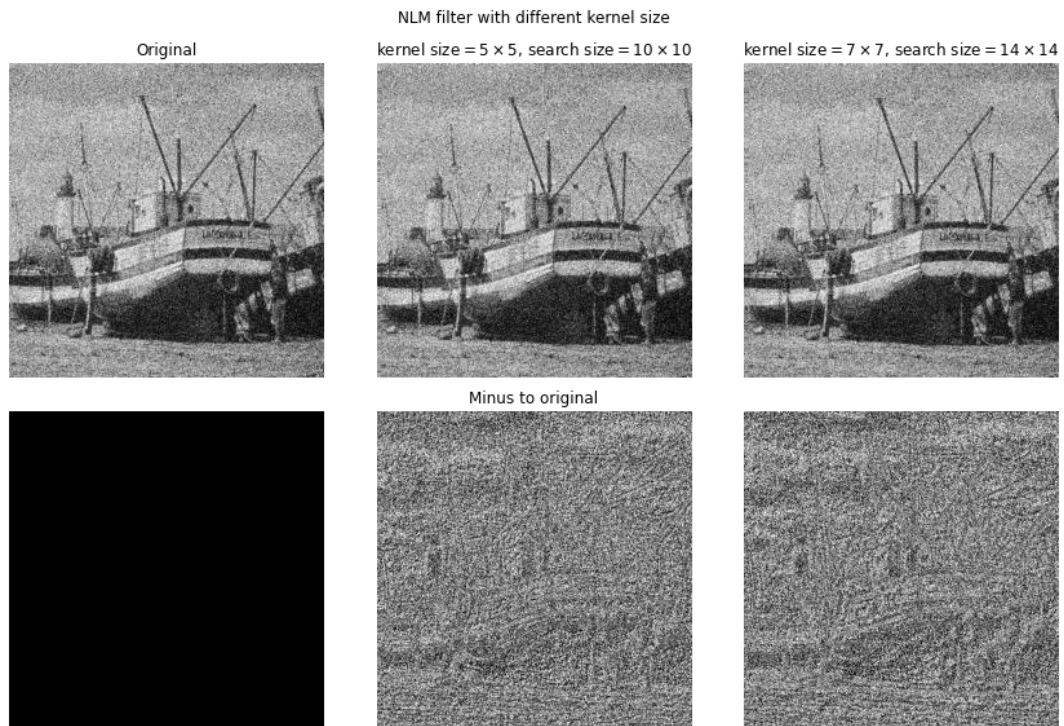 NLM filter with different kernel size
Original
kernel size = 5 × 5, search size = 10 × 10
kernel size = 7 × 7, search size = 14 × 14
Minus to original